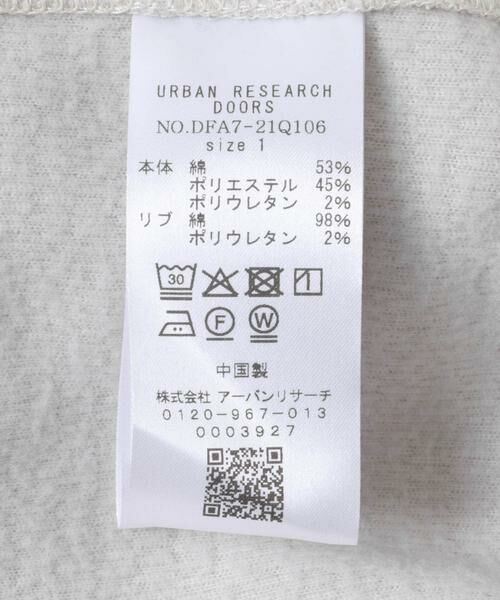 URBAN RESEARCH
DOORS
NO.DFA7-21Q106
size 1
本体 綿 53%
ポリエステル 45%
ポリウレタン 2%
リブ 綿 98%
ポリウレタン 2%
30
F W
中国製
株式会社 アーバンリサーチ
0120-967-013
0003927